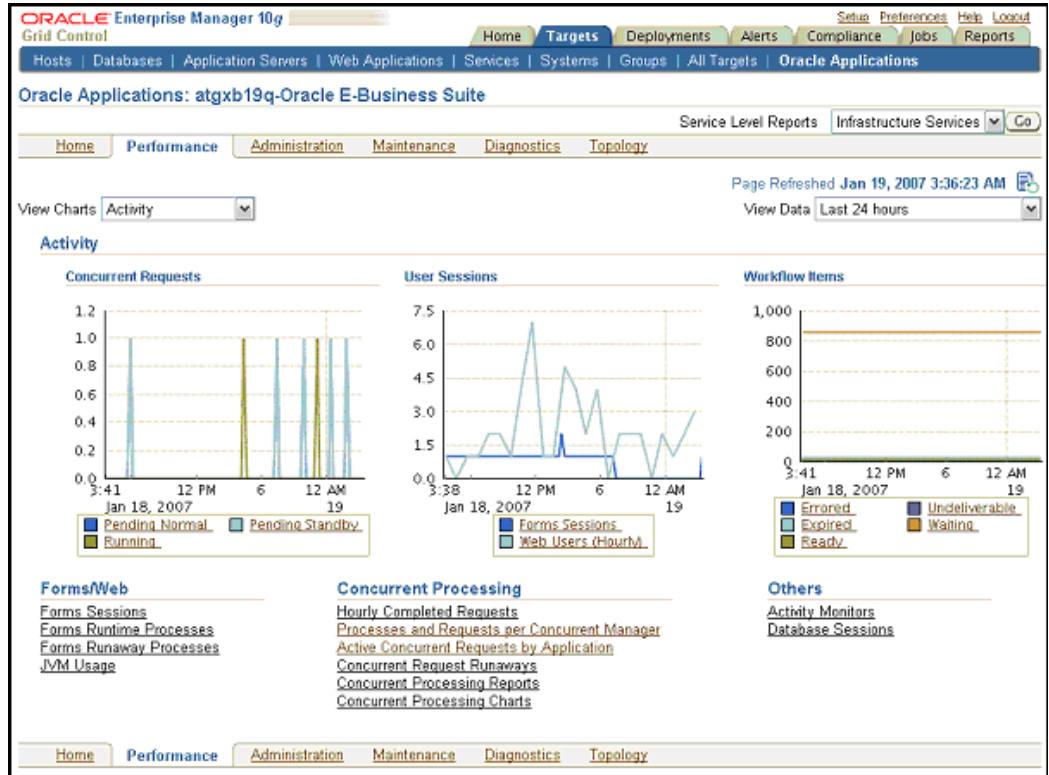 ORACLE Enterprise Manager 10g
Grid Control
Setup Preferences Help Logout
Home Targets Deployments Alerts Compliance Jobs Reports
Hosts | Databases | Application Servers | Web Applications | Services | Systems | Groups | All Targets | Oracle Applications
Oracle Applications: atgxb19q-Oracle E-Business Suite
Service Level Reports Infrastructure Services Go
Home Performance Administration Maintenance Diagnostics Topology
Page Refreshed Jan 19, 2007 3:36:23 AM
View Charts Activity
View Data Last 24 hours
Activity
Concurrent Requests
1.2
1.0
0.8
0.6
0.4
0.2
0.0
3:41 12 PM 6 12 AM
Jan 18, 2007 19
Pending Normal Pending Standby
Running
User Sessions
7.5
6.0
4.5
3.0
1.5
0.0
3:38 12 PM 6 12 AM
Jan 18, 2007 19
Forms Sessions
Web Users (Hourly)
Workflow Items
1,000
800
600
400
200
0
3:41 12 PM 6 12 AM
Jan 18, 2007 19
Errored Undeliverable
Expired Waiting
Ready
Forms/Web
Forms Sessions
Forms Runtime Processes
Forms Runaway Processes
JVM Usage
Concurrent Processing
Hourly Completed Requests
Processes and Requests per Concurrent Manager
Active Concurrent Requests by Application
Concurrent Request Runaways
Concurrent Processing Reports
Concurrent Processing Charts
Others
Activity Monitors
Database Sessions
Home Performance Administration Maintenance Diagnostics Topology